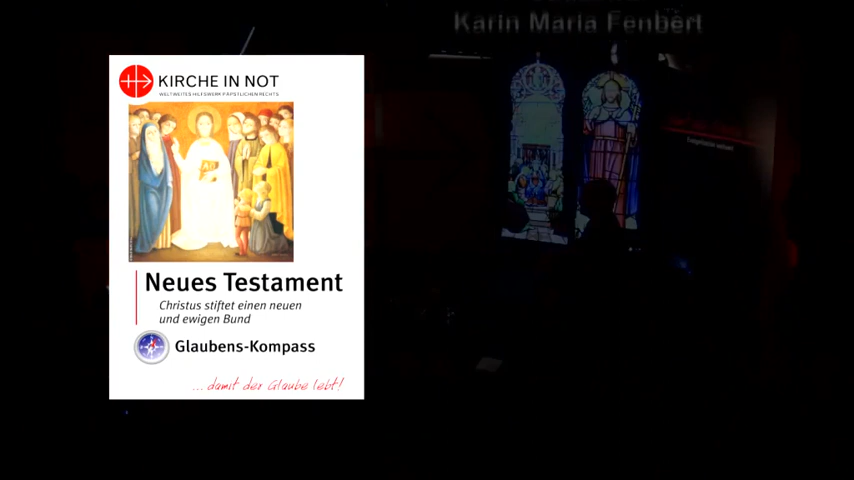 Karin Maria Fenbert
KIRCHE IN NOT
WELTWEITES HILFSWERK PÄPSTLICHEN RECHTS
Neues Testament
Christus stiftet einen neuen
und ewigen Bund
Glaubens-Kompass
... damit der Glaube lebt!